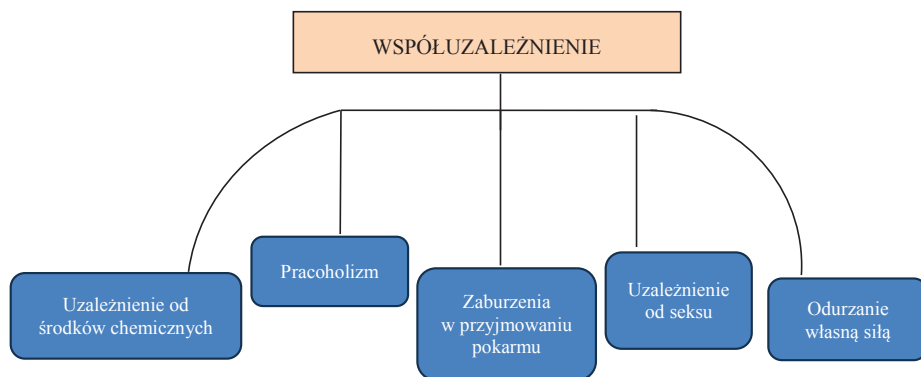 WSPÓŁUZALEŻNIENIE
Uzależnienie od
środków chemicznych
Pracoholizm
Zaburzenia
w przyjmowaniu
pokarmu
Uzależnienie
od seksu
Odurzanie
własną siłą